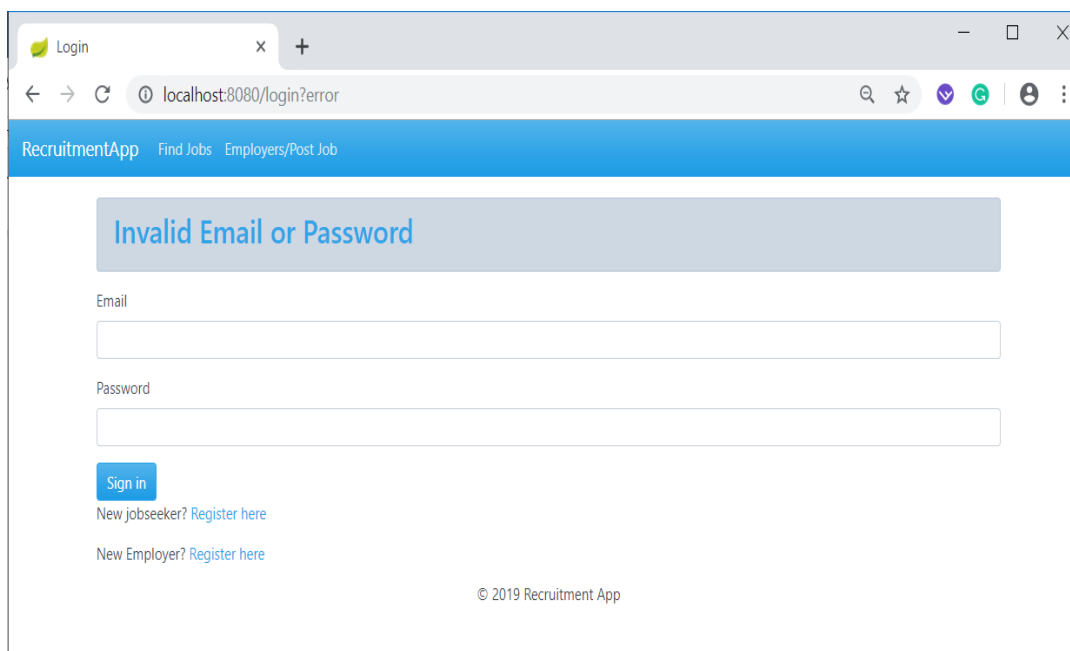 Login
localhost:8080/login?error
RecruitmentApp Find Jobs Employers/Post Job
Invalid Email or Password
Email
Password
Sign in
New jobseeker? Register here
New Employer? Register here
© 2019 Recruitment App